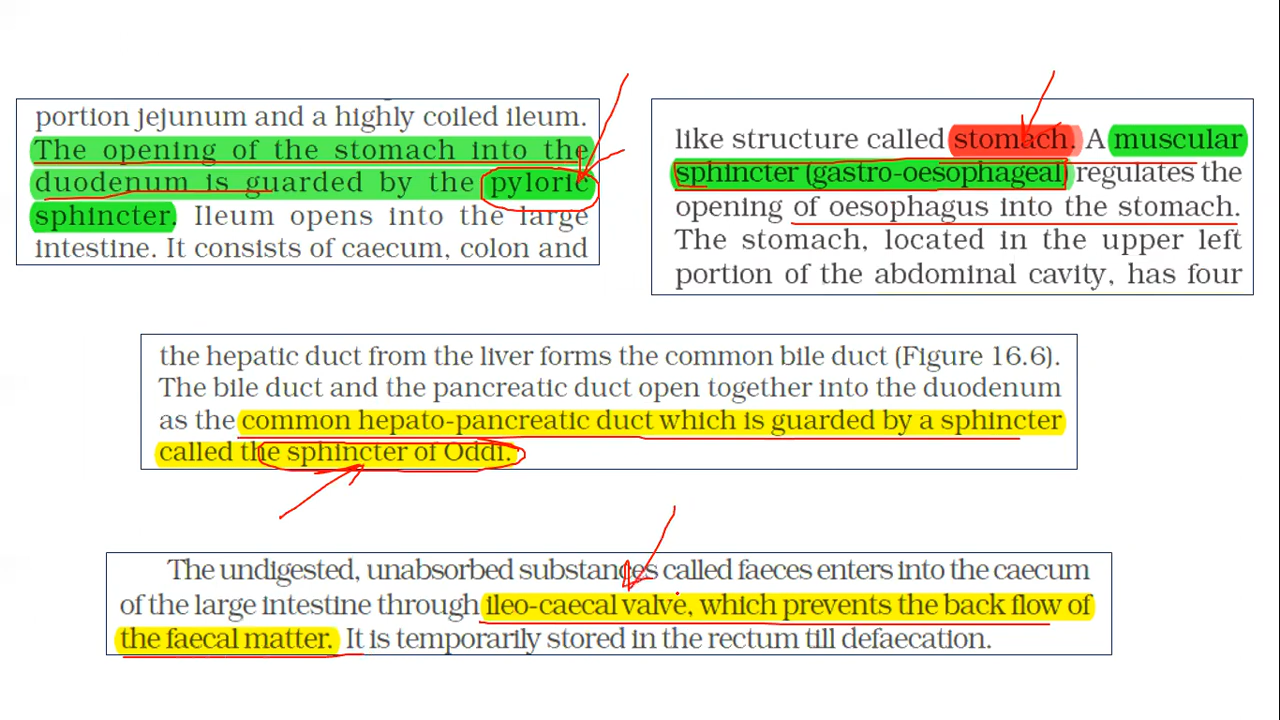 portion jejunum and a highly coiled ileum.
The opening of the stomach into the
duodenum is guarded by the pyloric
sphincter. Ileum opens into the large
intestine. It consists of caecum, colon and
like structure called stomach. A muscular
sphincter (gastro-oesophageal) regulates the
opening of oesophagus into the stomach.
The stomach, located in the upper left
portion of the abdominal cavity, has four
the hepatic duct from the liver forms the common bile duct (Figure 16.6).
The bile duct and the pancreatic duct open together into the duodenum
as the common hepato-pancreatic duct which is guarded by a sphincter
called the sphincter of Oddi.
The undigested, unabsorbed substances called faeces enters into the caecum
of the large intestine through ileo-caecal valve, which prevents the back flow of
the faecal matter. It is temporarily stored in the rectum till defaecation.